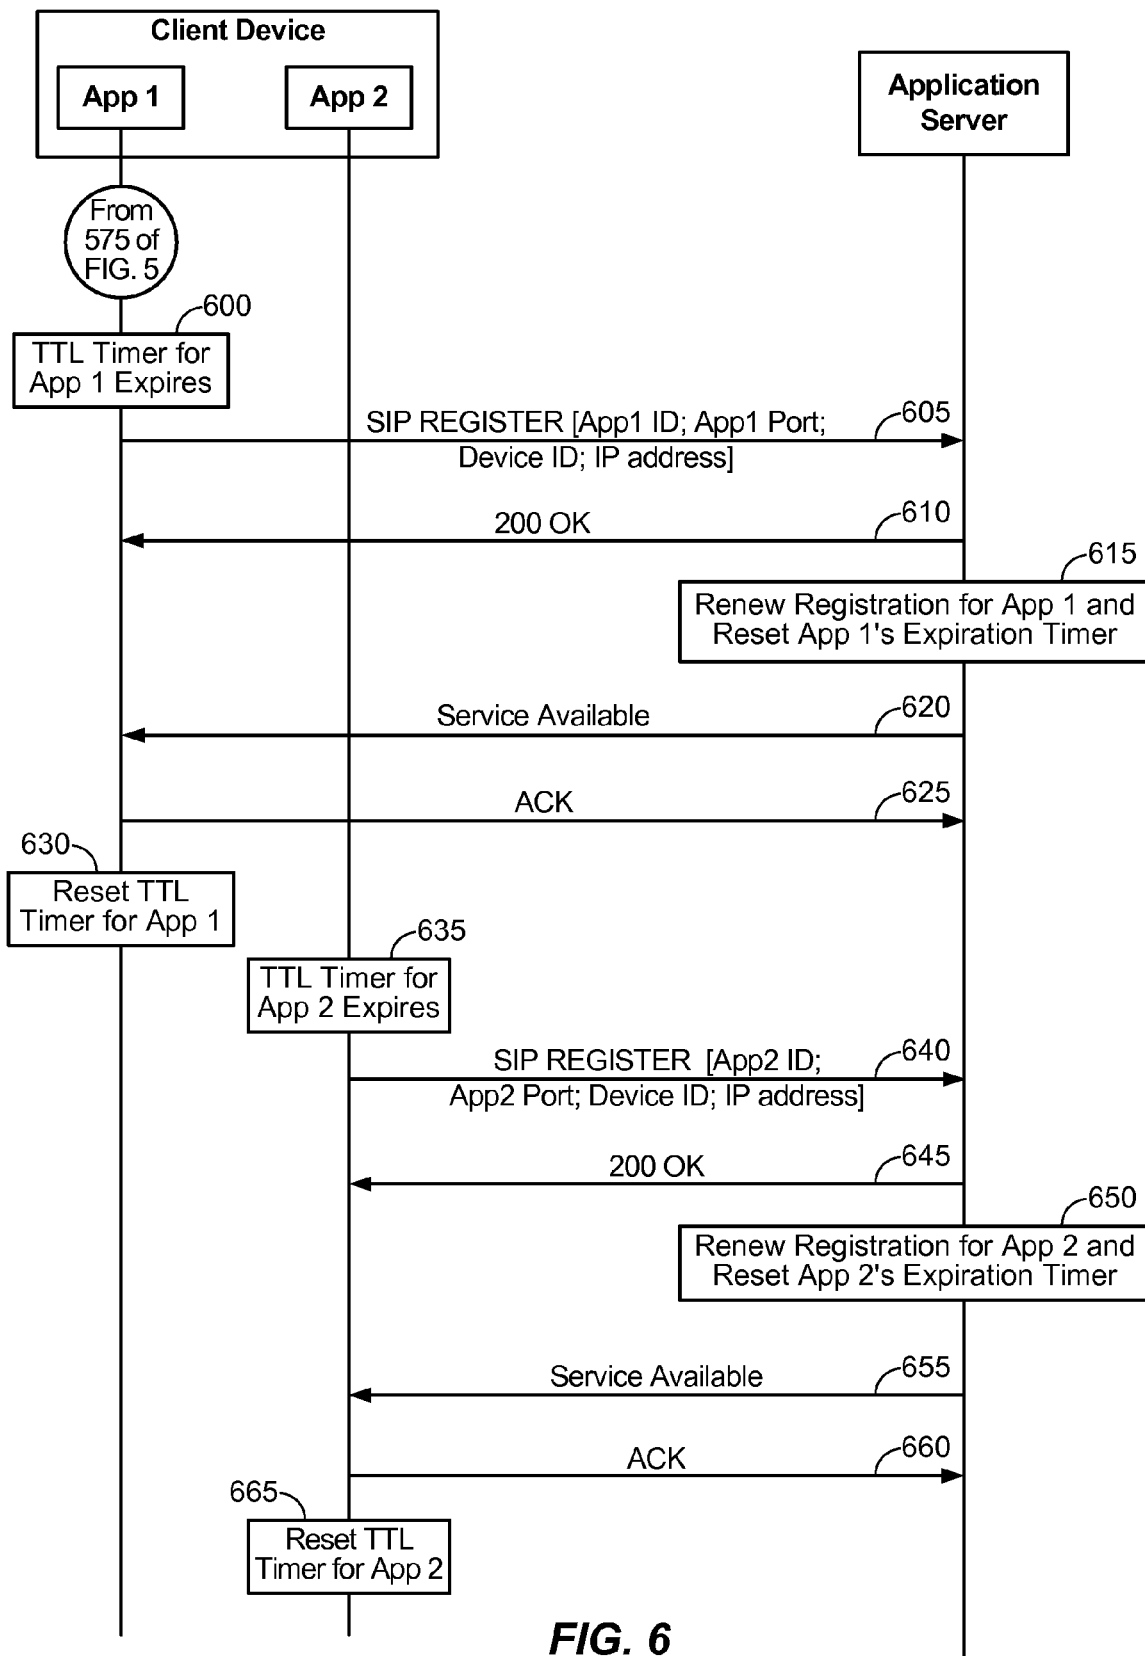 Client Device
App 1
App 2
Application
Server
From
575 of
FIG. 5
600
TTL Timer for
App 1 Expires
SIP REGISTER [App1 ID; App1 Port;
605
Device ID; IP address]
200 OK
610
615
Renew Registration for App 1 and
Reset App 1's Expiration Timer
Service Available
620
ACK
625
630
Reset TTL
Timer for App 1
635
TTL Timer for
App 2 Expires
SIP REGISTER [App2 ID;
640
App2 Port; Device ID; IP address]
200 OK
645
650
Renew Registration for App 2 and
Reset App 2's Expiration Timer
Service Available
655
ACK
660
665
Reset TTL
Timer for App 2
FIG. 6